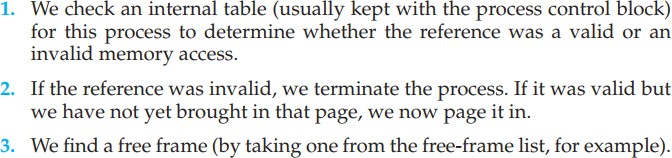 1. We check an internal table (usually kept with the process control block)
for this process to determine whether the reference was a valid or an
invalid memory access.
2. If the reference was invalid, we terminate the process. If it was valid but
we have not yet brought in that page, we now page it in.
3. We find a free frame (by taking one from the free-frame list, for example).